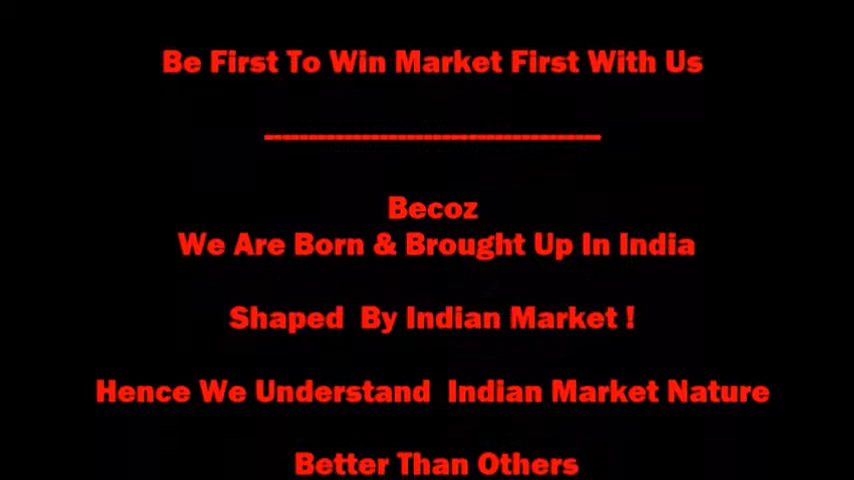 Be First To Win Market First With Us
--------------------------------------
Becoz
We Are Born & Brought Up In India
Shaped  By Indian Market !
Hence We Understand  Indian Market Nature
Better Than Others